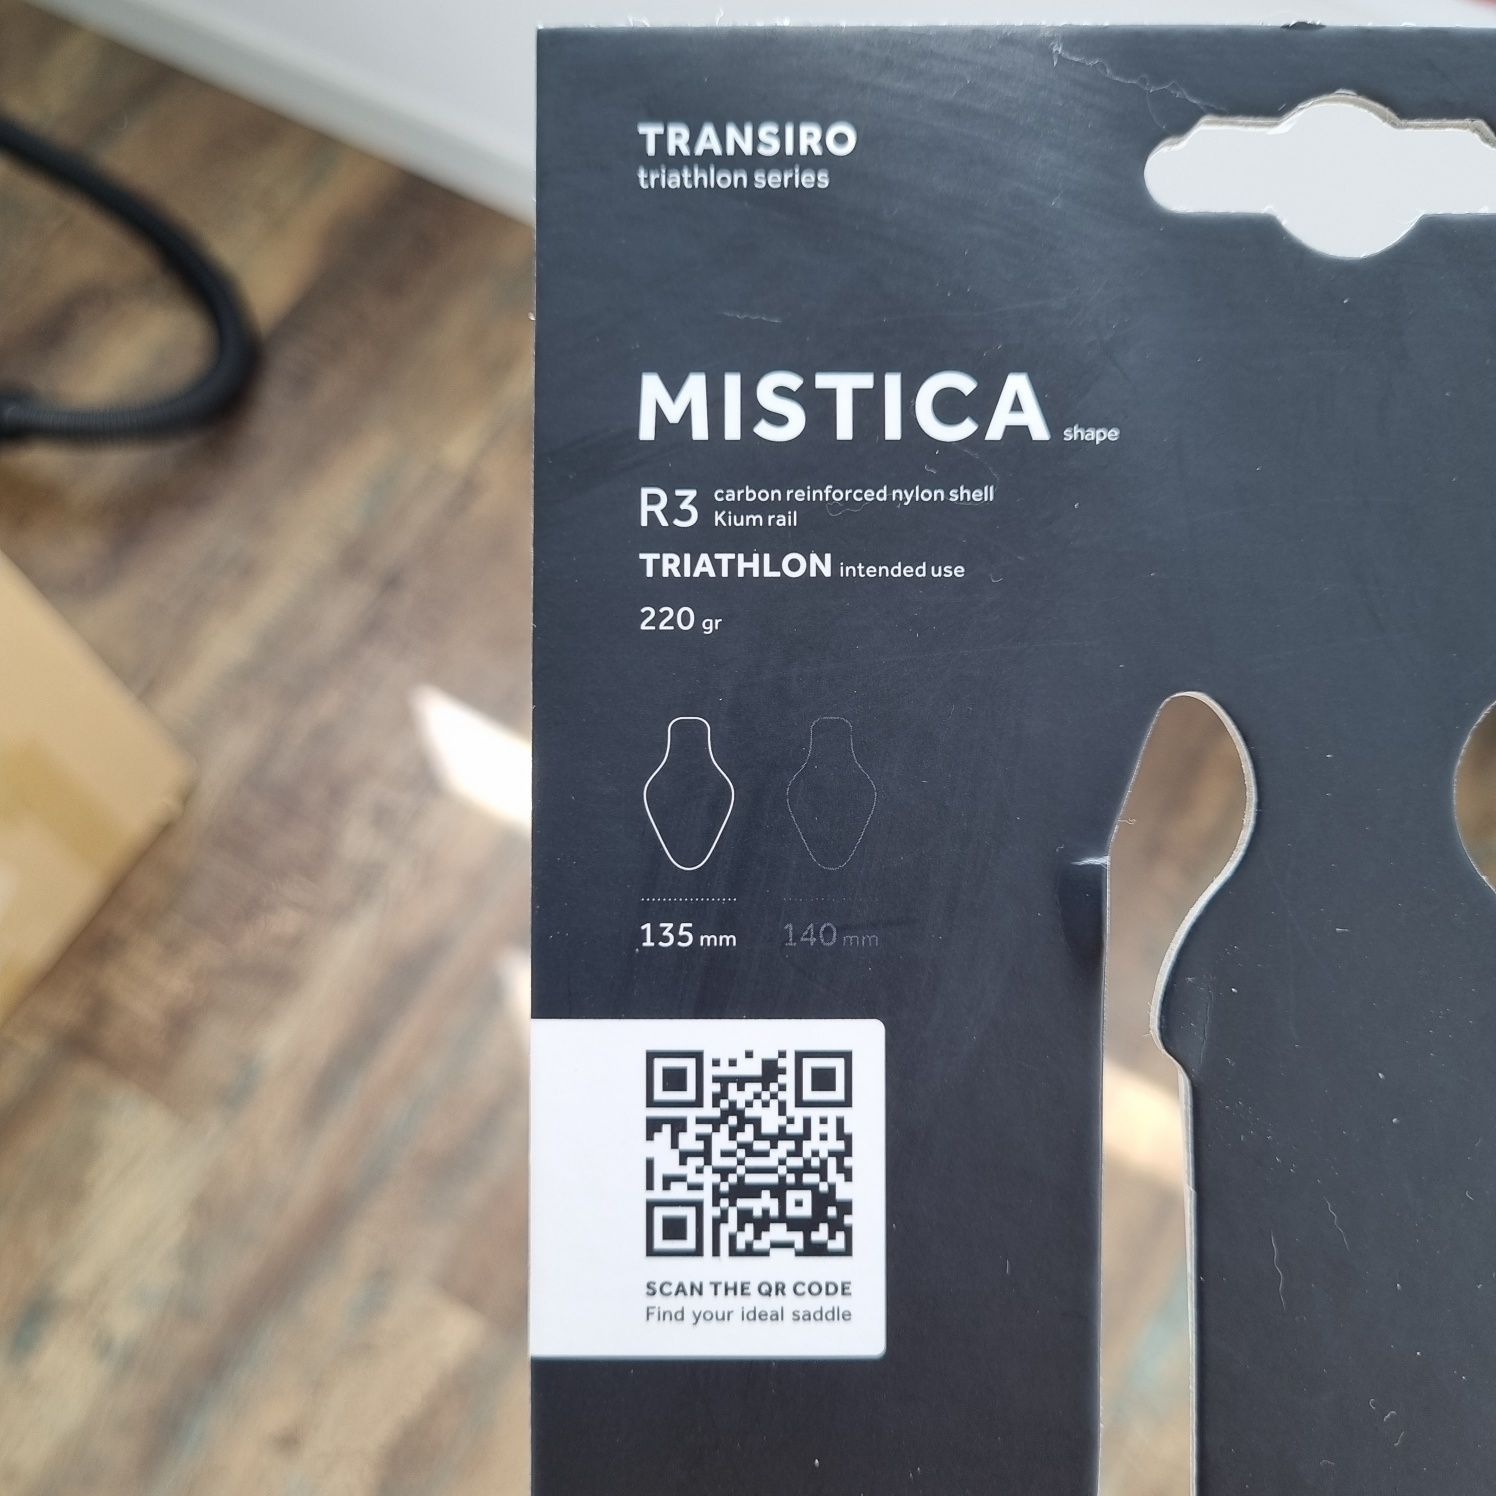 TRANSIRO
triathlon series
MISTICA shape
R3 carbon reinforced nylon shell
Kium rail
TRIATHLON intended use
220 gr
135 mm 140 mm
SCAN THE QR CODE
Find your ideal saddle